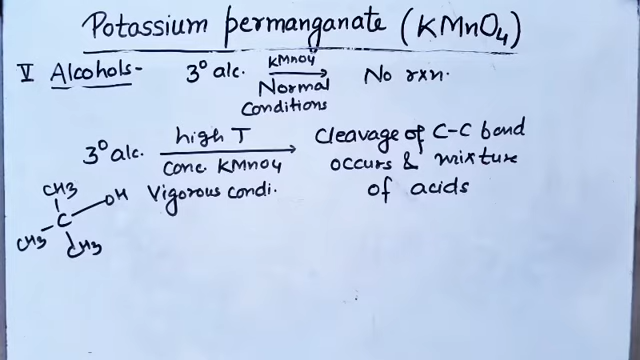 Potassium permanganate (KMnO4)
V Alcohols- 3° alc. KMnO4 No rxn.
Normal
Conditions
3° alc. high T Cleavage of C-C bond
Conc. KMnO4 occurs & mixture
Vigorous condi. of acids
CH3
C OH
CH3 CH3